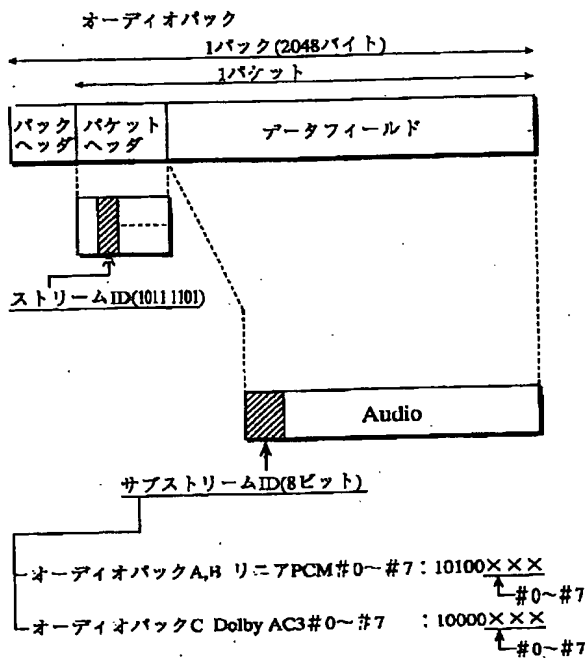 オーディオパック
1パック(2048バイト)
1パケット
パック
ヘッダ
パケット
ヘッダ
データフィールド
ストリームID(10111101)
Audio
サブストリームID(8ビット)
オーディオパックA,B リニアPCM#0~#7:10100×××
#0~#7
オーディオパックC Dolby AC3#0~#7 :10000×××
#0~#7